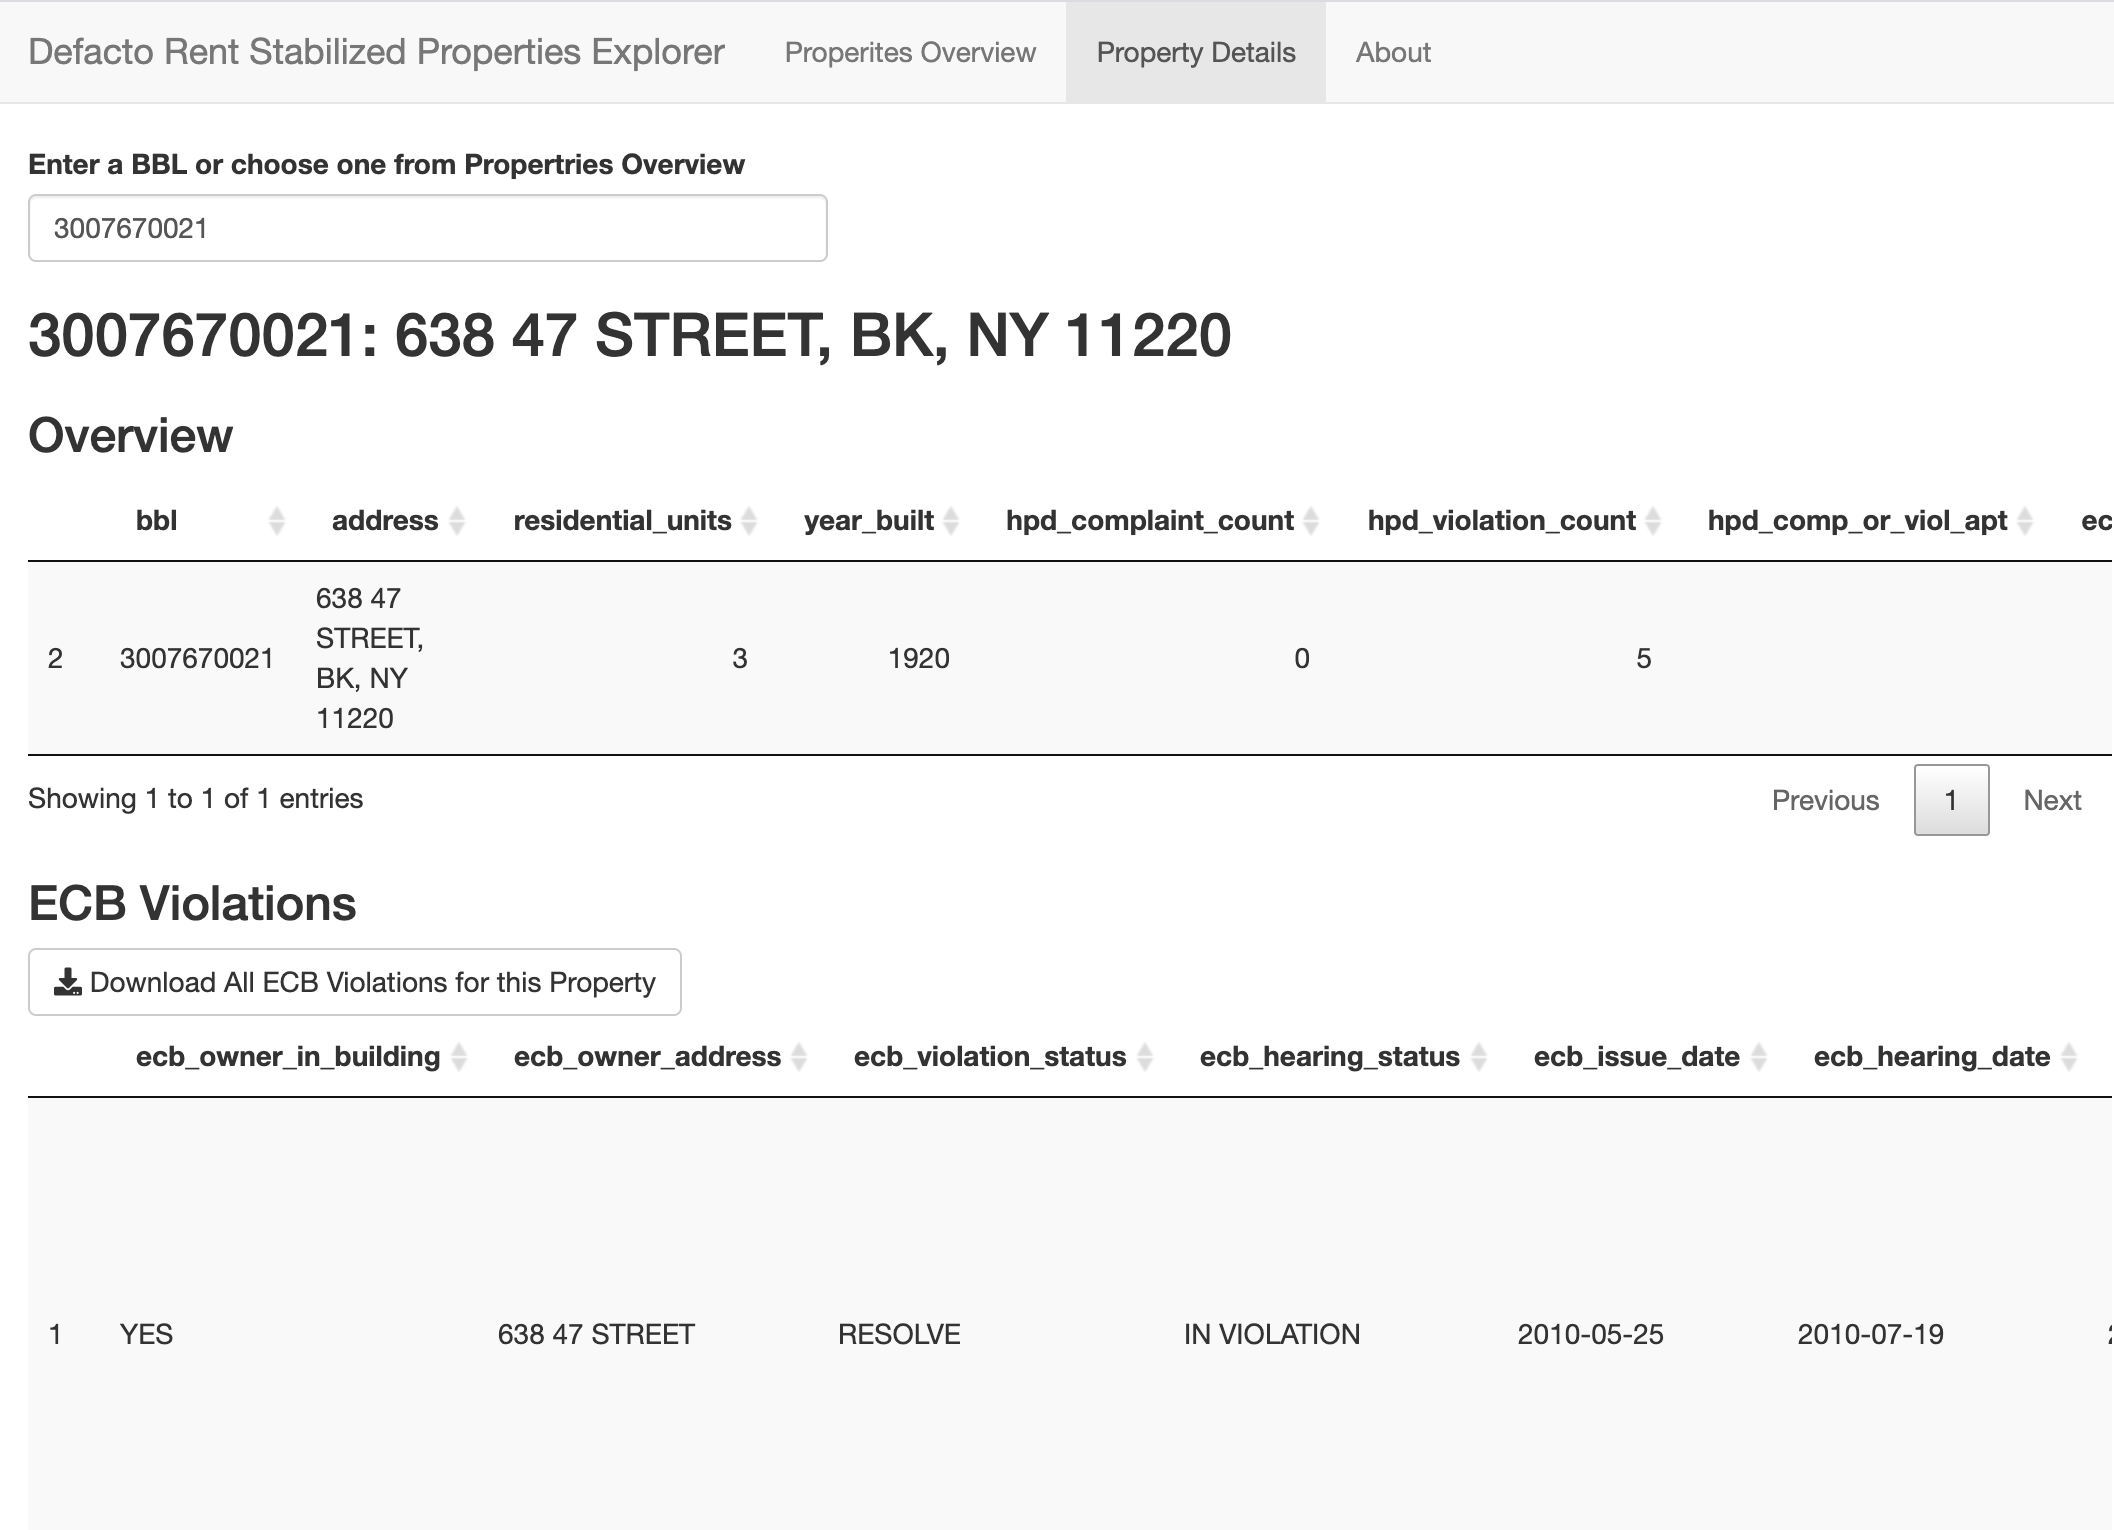 Defacto Rent Stabilized Properties Explorer Properites Overview Property Details About
Enter a BBL or choose one from Propertries Overview
3007670021
3007670021: 638 47 STREET, BK, NY 11220
Overview
bbl address residential_units year_built hpd_complaint_count hpd_violation_count hpd_comp_or_viol_apt ec
2 3007670021 638 47 STREET, BK, NY 11220 3 1920 0 5
Showing 1 to 1 of 1 entries Previous 1 Next
ECB Violations
Download All ECB Violations for this Property
ecb_owner_in_building ecb_owner_address ecb_violation_status ecb_hearing_status ecb_issue_date ecb_hearing_date
1 YES 638 47 STREET RESOLVE IN VIOLATION 2010-05-25 2010-07-19